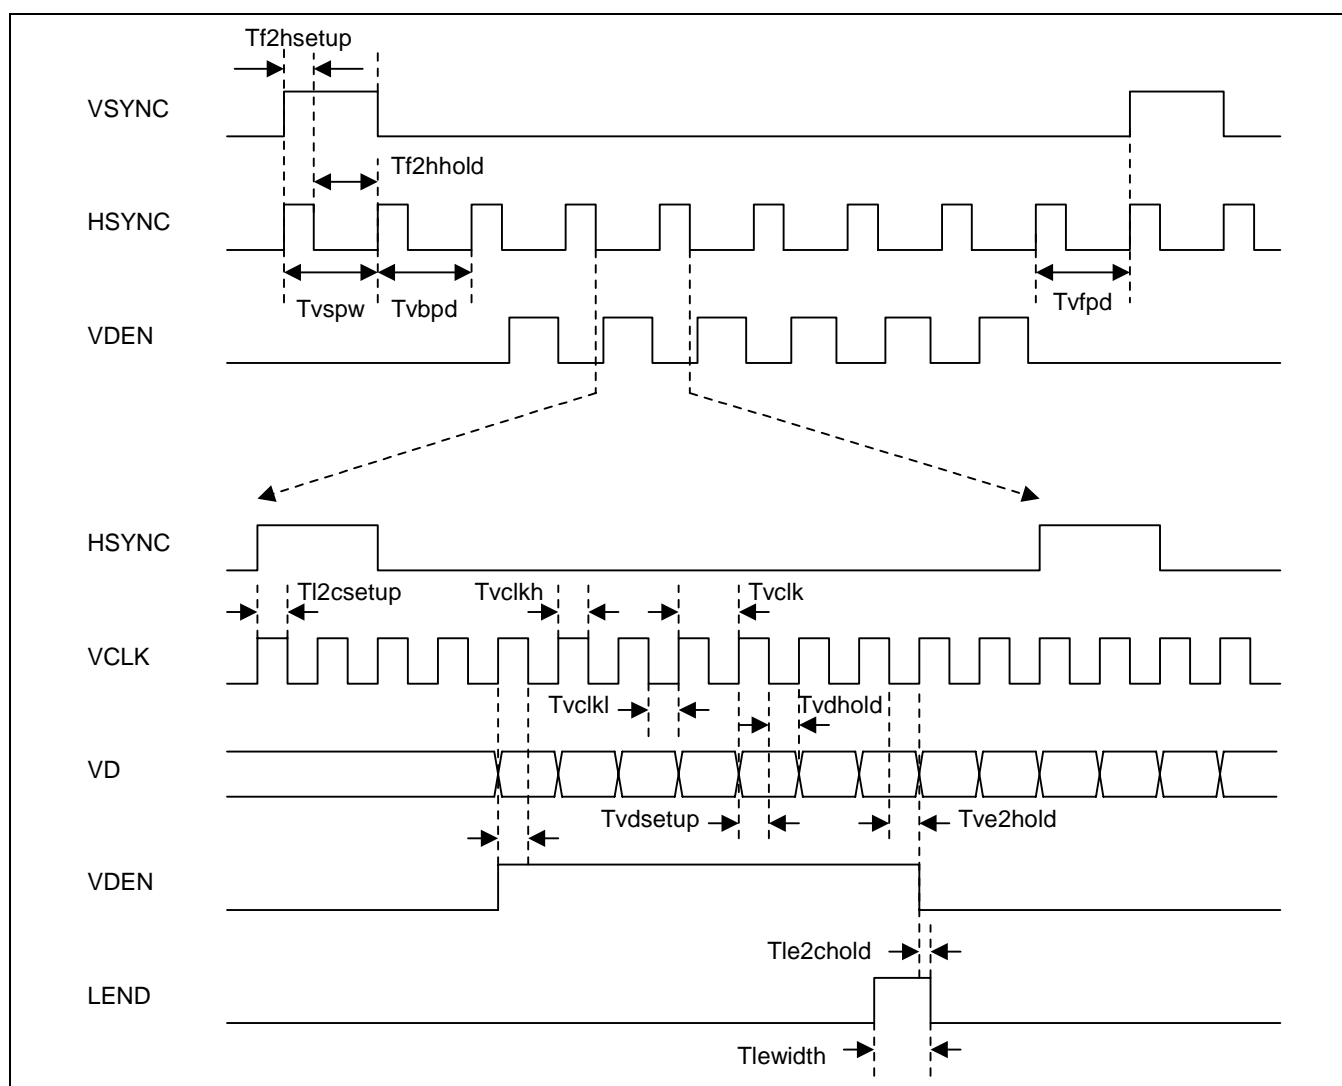 Tf2hsetup
VSYNC
Tf2hhold
HSYNC
Tvspw Tvbpd Tvfpd
VDEN
HSYNC
Tl2csetup Tvclkh Tvclk
VCLK
Tvclkl Tvdhold
VD
Tvdsetup Tve2hold
VDEN
Tle2chold
LEND
Tlewidth